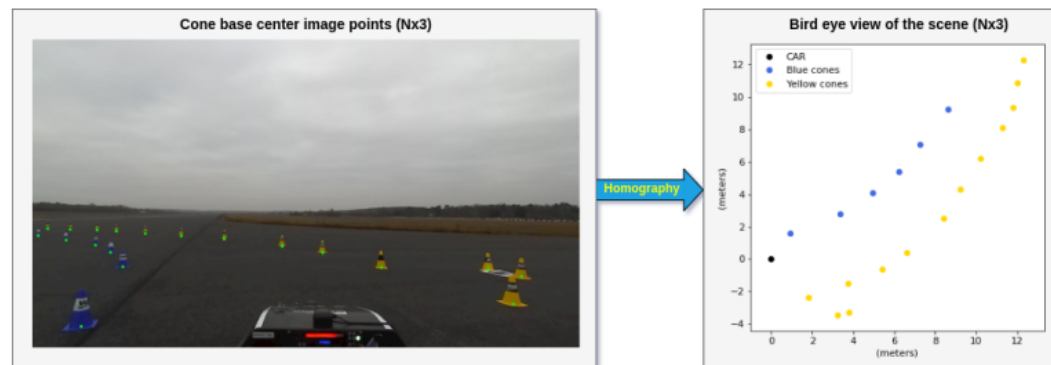 Cone base center image points (Nx3)
Homography
Bird eye view of the scene (Nx3)
CAR
Blue cones
Yellow cones
(meters)
12
10
8
6
4
2
0
−2
−4
0 2 4 6 8 10 12
(meters)